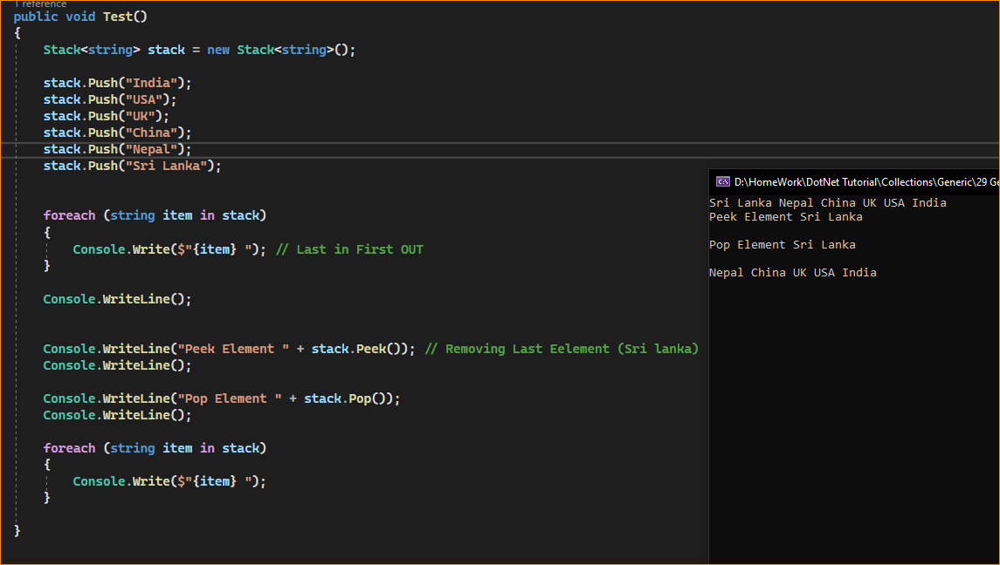 1 reference
public void Test()
{
Stack<string> stack = new Stack<string>();
stack.Push("India");
stack.Push("USA");
stack.Push("UK");
stack.Push("China");
stack.Push("Nepal");
stack.Push("Sri Lanka");
foreach (string item in stack)
{
Console.Write($"{item} "); // Last in First OUT
}
Console.WriteLine();
Console.WriteLine("Peek Element " + stack.Peek()); // Removing Last Eelement (Sri lanka)
Console.WriteLine();
Console.WriteLine("Pop Element " + stack.Pop());
Console.WriteLine();
foreach (string item in stack)
{
Console.Write($"{item} ");
}
}
D:\HomeWork\DotNet Tutorial\Collections\Generic\29 Ge
Sri Lanka Nepal China UK USA India
Peek Element Sri Lanka
Pop Element Sri Lanka
Nepal China UK USA India